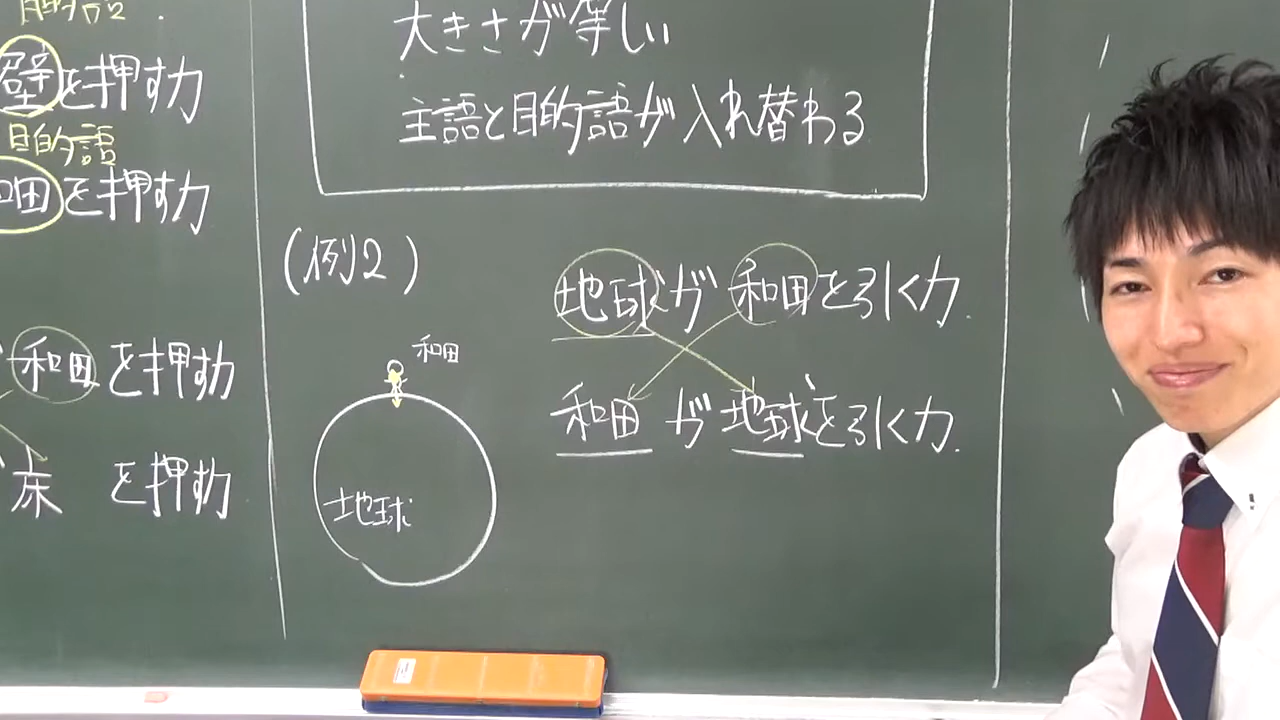 目的語
壁を押す力
目的語
和田を押す力
和田を押す力
床を押す力
大きさが等しい
主語と目的語が入れ替わる
(例2)
地球が和田を引く力.
和田が地球を引く力.
和田
地球